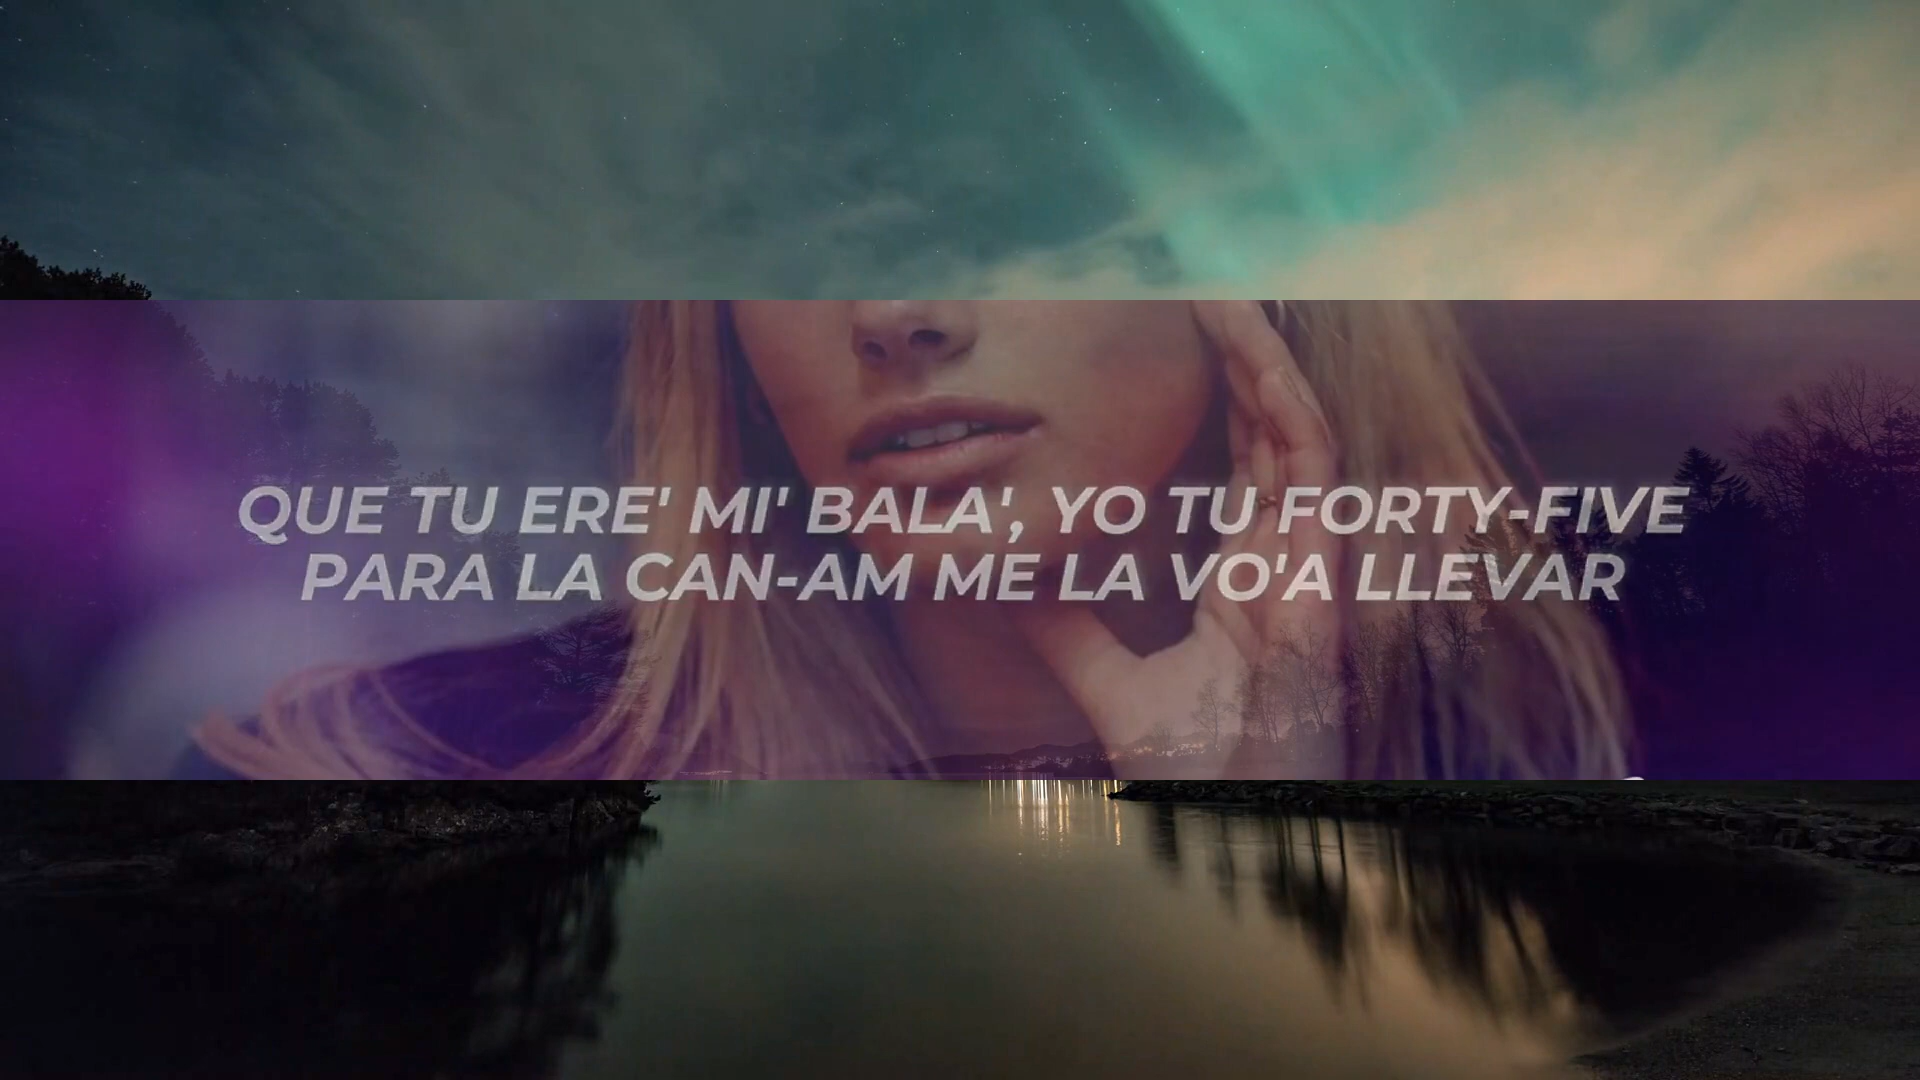 QUE TU ERE' MI' BALA', YO TU FORTY-FIVE
PARA LA CAN-AM ME LA VO'A LLEVAR